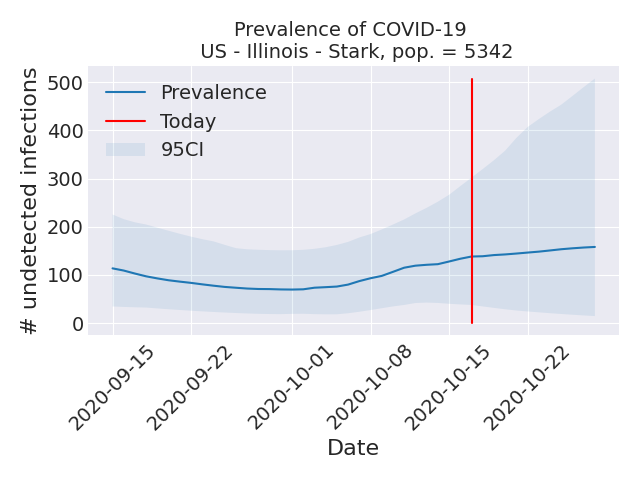 Prevalence of COVID-19
US - Illinois - Stark, pop. = 5342
# undetected infections
500
400
300
200
100
0
Prevalence
Today
95CI
2020-09-15
2020-09-22
2020-10-01
2020-10-08
2020-10-15
2020-10-22
Date